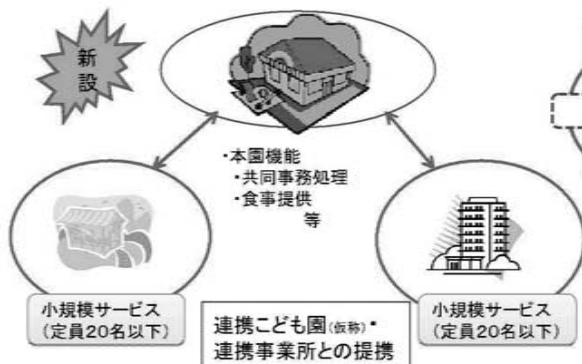 新
設
・本園機能
・共同事務処理
・食事提供
等
小規模サービス
(定員20名以下)
連携こども園(仮称)・
連携事業所との提携
小規模サービス
(定員20名以下)